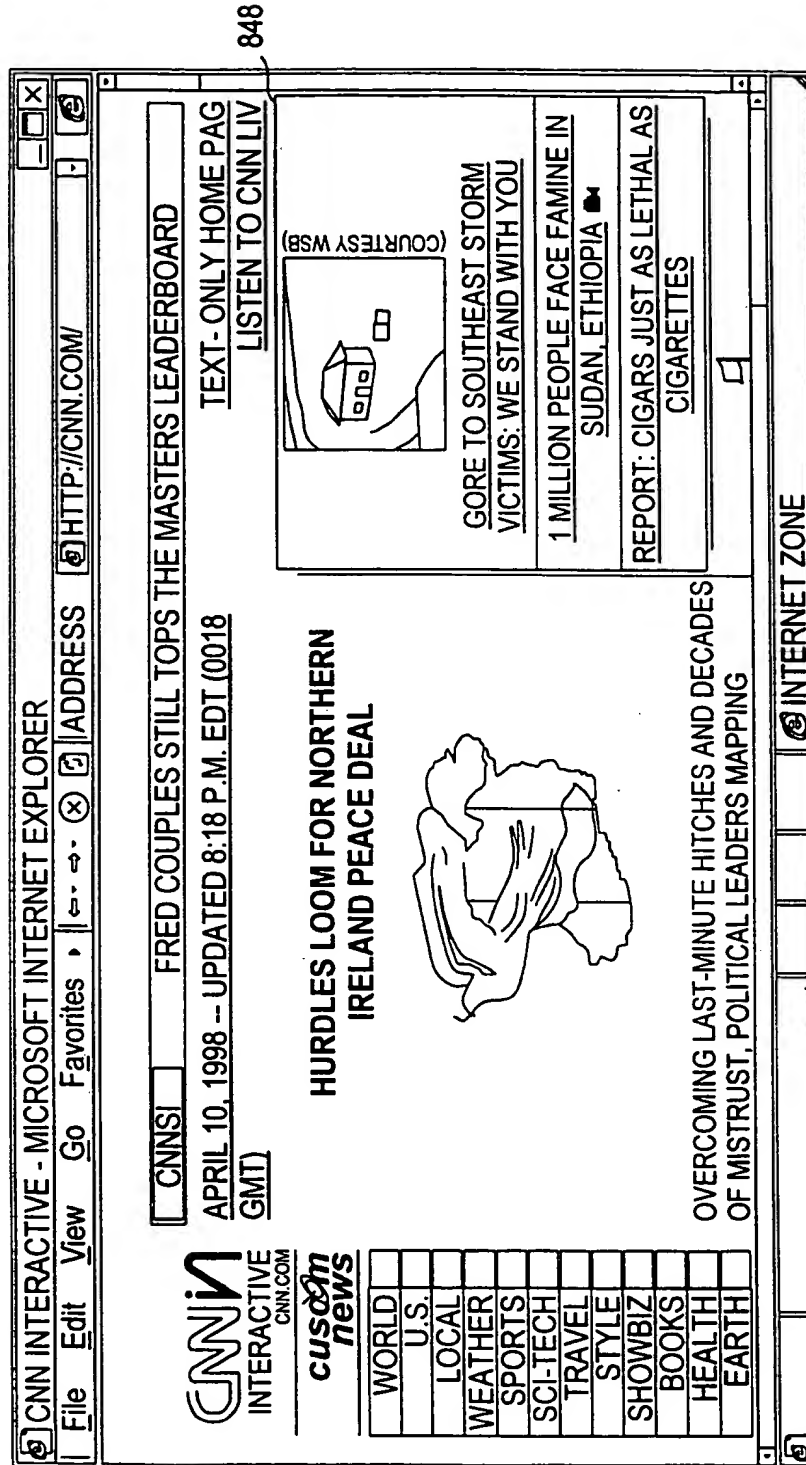 CNN INTERACTIVE - MICROSOFT INTERNET EXPLORER
File Edit View Go Favorites ADDRESS HTTP://CNN.COM/
CNNSI FRED COUPLES STILL TOPS THE MASTERS LEADERBOARD
CNN
INTERACTIVE
CNN.COM
cusom
news
APRIL 10, 1998 -- UPDATED 8:18 P.M. EDT (0018
GMT)
TEXT- ONLY HOME PAG
LISTEN TO CNN LIV
848
WORLD
U.S.
LOCAL
WEATHER
SPORTS
SCI-TECH
TRAVEL
STYLE
SHOWBIZ
BOOKS
HEALTH
EARTH
HURDLES LOOM FOR NORTHERN
IRELAND PEACE DEAL
OVERCOMING LAST-MINUTE HITCHES AND DECADES
OF MISTRUST, POLITICAL LEADERS MAPPING
(COURTESY WSB)
GORE TO SOUTHEAST STORM
VICTIMS: WE STAND WITH YOU
1 MILLION PEOPLE FACE FAMINE IN
SUDAN, ETHIOPIA
REPORT: CIGARS JUST AS LETHAL AS
CIGARETTES
INTERNET ZONE